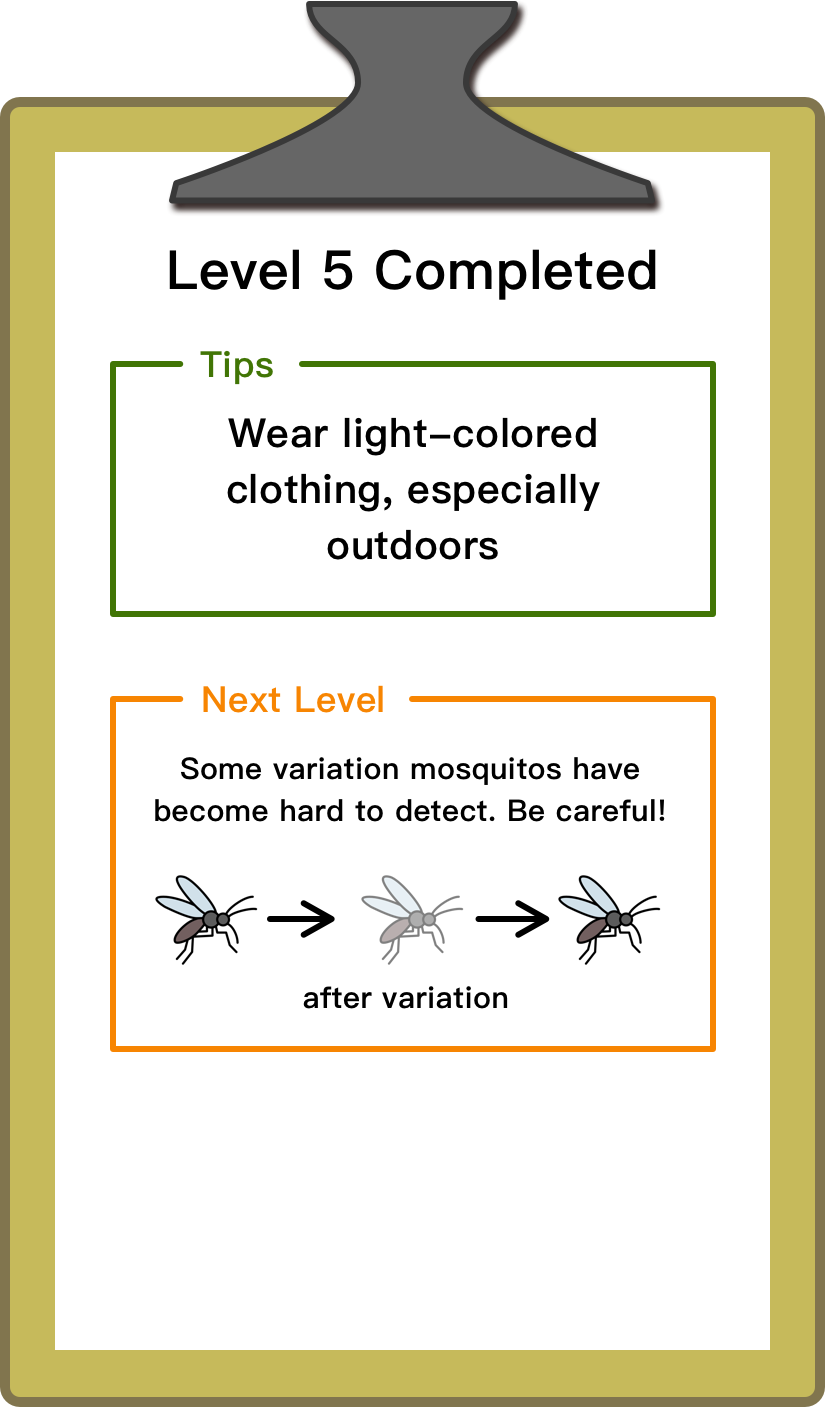 Level 5 Completed
Tips
Wear light-colored
clothing, especially
outdoors
Next Level
Some variation mosquitos have
become hard to detect. Be careful!
after variation